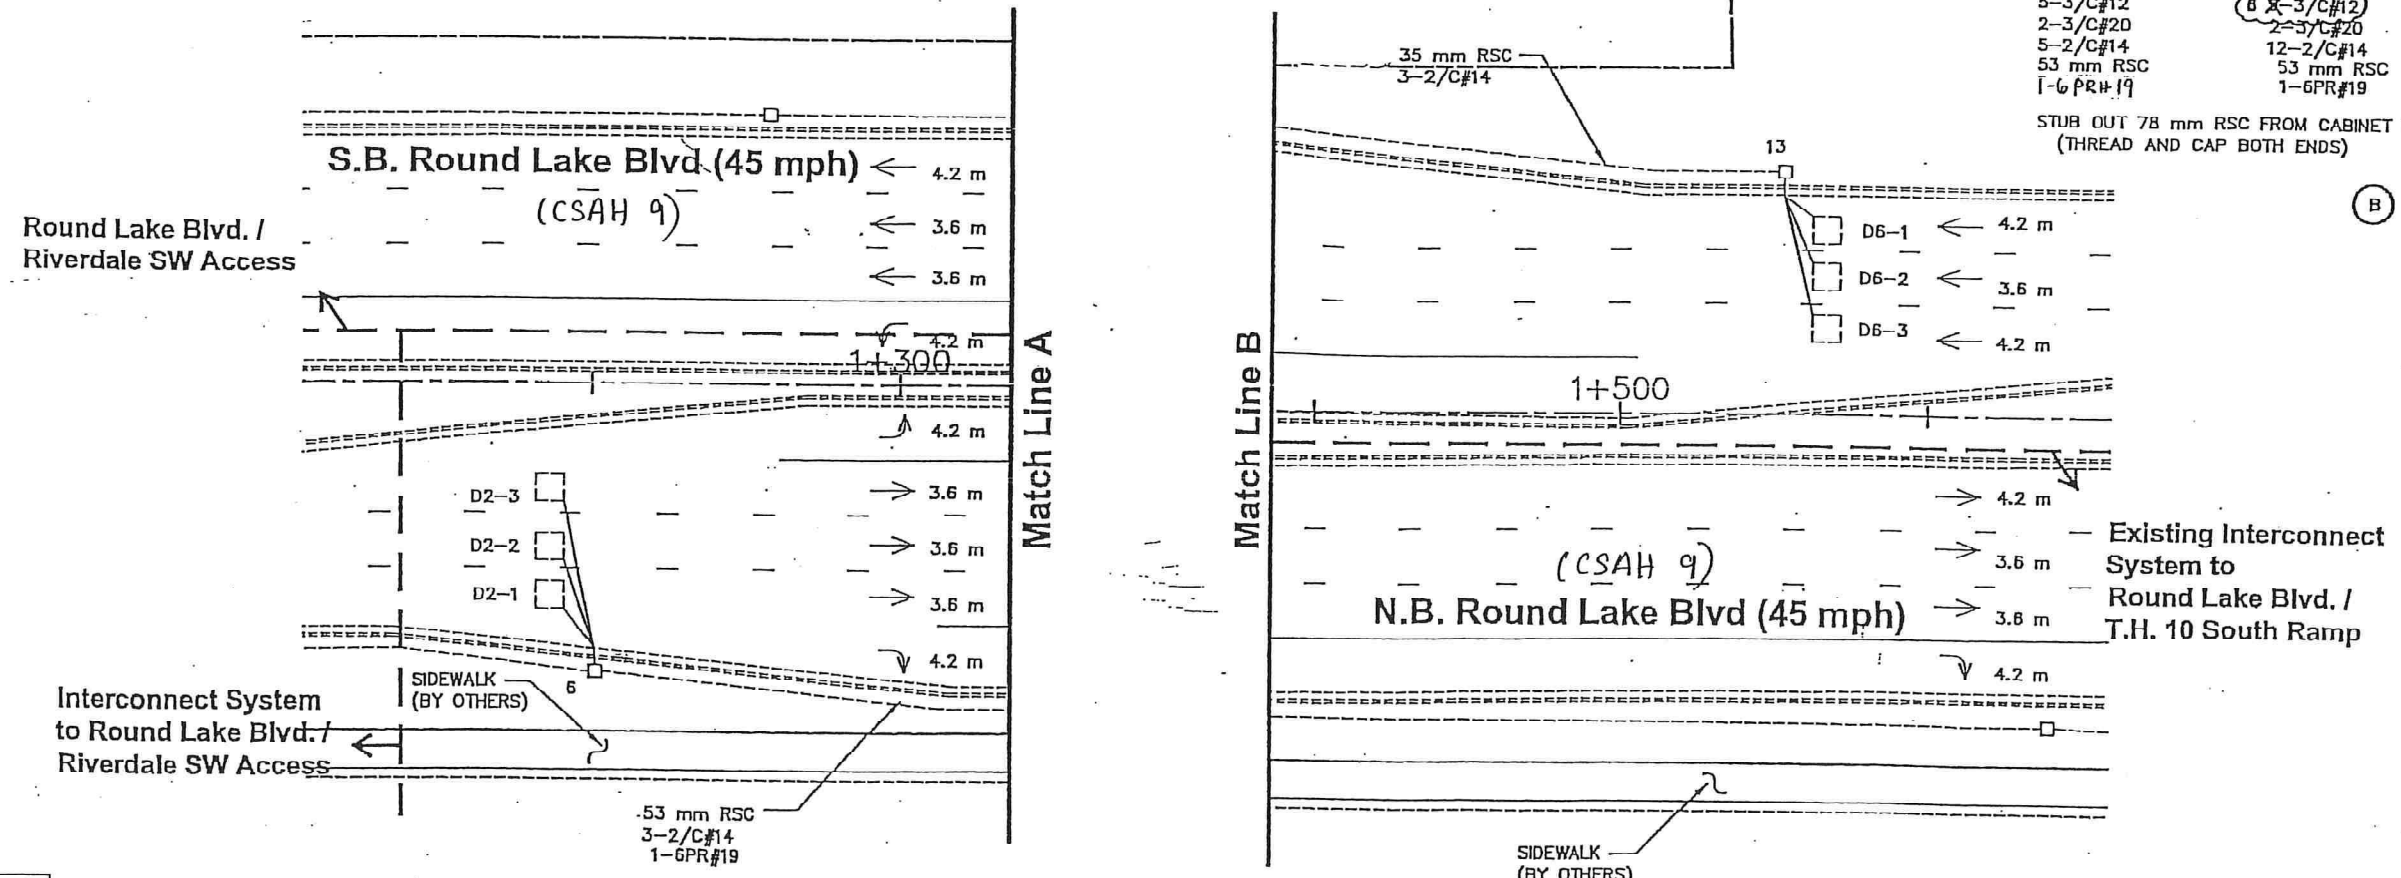 5-3/C#12
2-3/C#20
5-2/C#14
53 mm RSC
1-6PR#19
-3/C#12)
2-3/C#20
12-2/C#14
53 mm RSC
1-6PR#19
STUB OUT 78 mm RSC FROM CABINET
(THREAD AND CAP BOTH ENDS)
B
S.B. Round Lake Blvd (45 mph)
(CSAH 9)
4.2 m
3.6 m
3.6 m
4.2 m
Round Lake Blvd. /
Riverdale SW Access
1+300
4.2 m
D2-3
3.6 m
D2-2
3.6 m
D2-1
3.6 m
4.2 m
6
SIDEWALK
(BY OTHERS)
Interconnect System
to Round Lake Blvd. /
Riverdale SW Access
53 mm RSC
3-2/C#14
1-6PR#19
Match Line A
Match Line B
35 mm RSC
3-2/C#14
13
D6-1
4.2 m
D6-2
3.6 m
D6-3
4.2 m
1+500
4.2 m
3.6 m
3.6 m
4.2 m
(CSAH 9)
N.B. Round Lake Blvd (45 mph)
Existing Interconnect
System to
Round Lake Blvd. /
T.H. 10 South Ramp
SIDEWALK
(BY OTHERS)